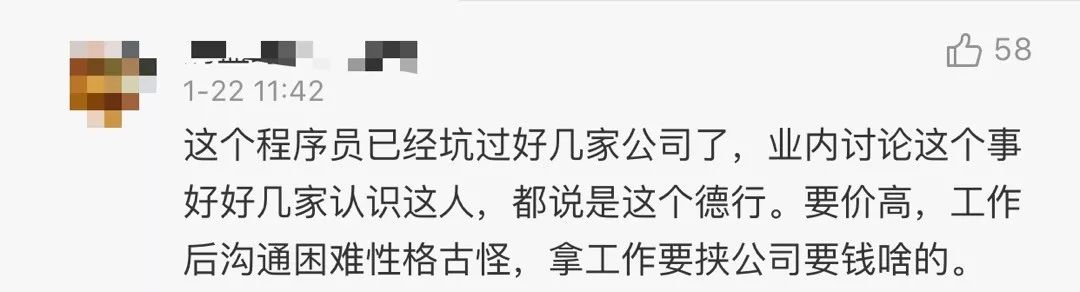 58
1-22 11:42
这个程序员已经坑过好几家公司了，业内讨论这个事
好好几家认识这人，都说是这个德行。要价高，工作
后沟通困难性格古怪，拿工作要挟公司要钱啥的。